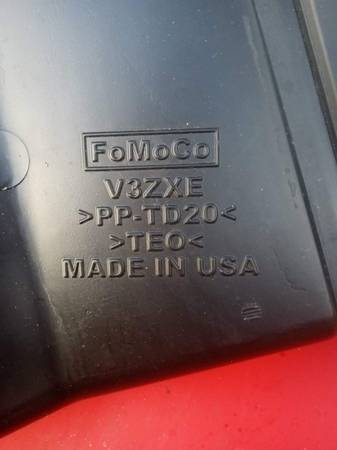 FoMoCo
V3ZXE
>PP-TD20<
>TEO<
MADE IN USA